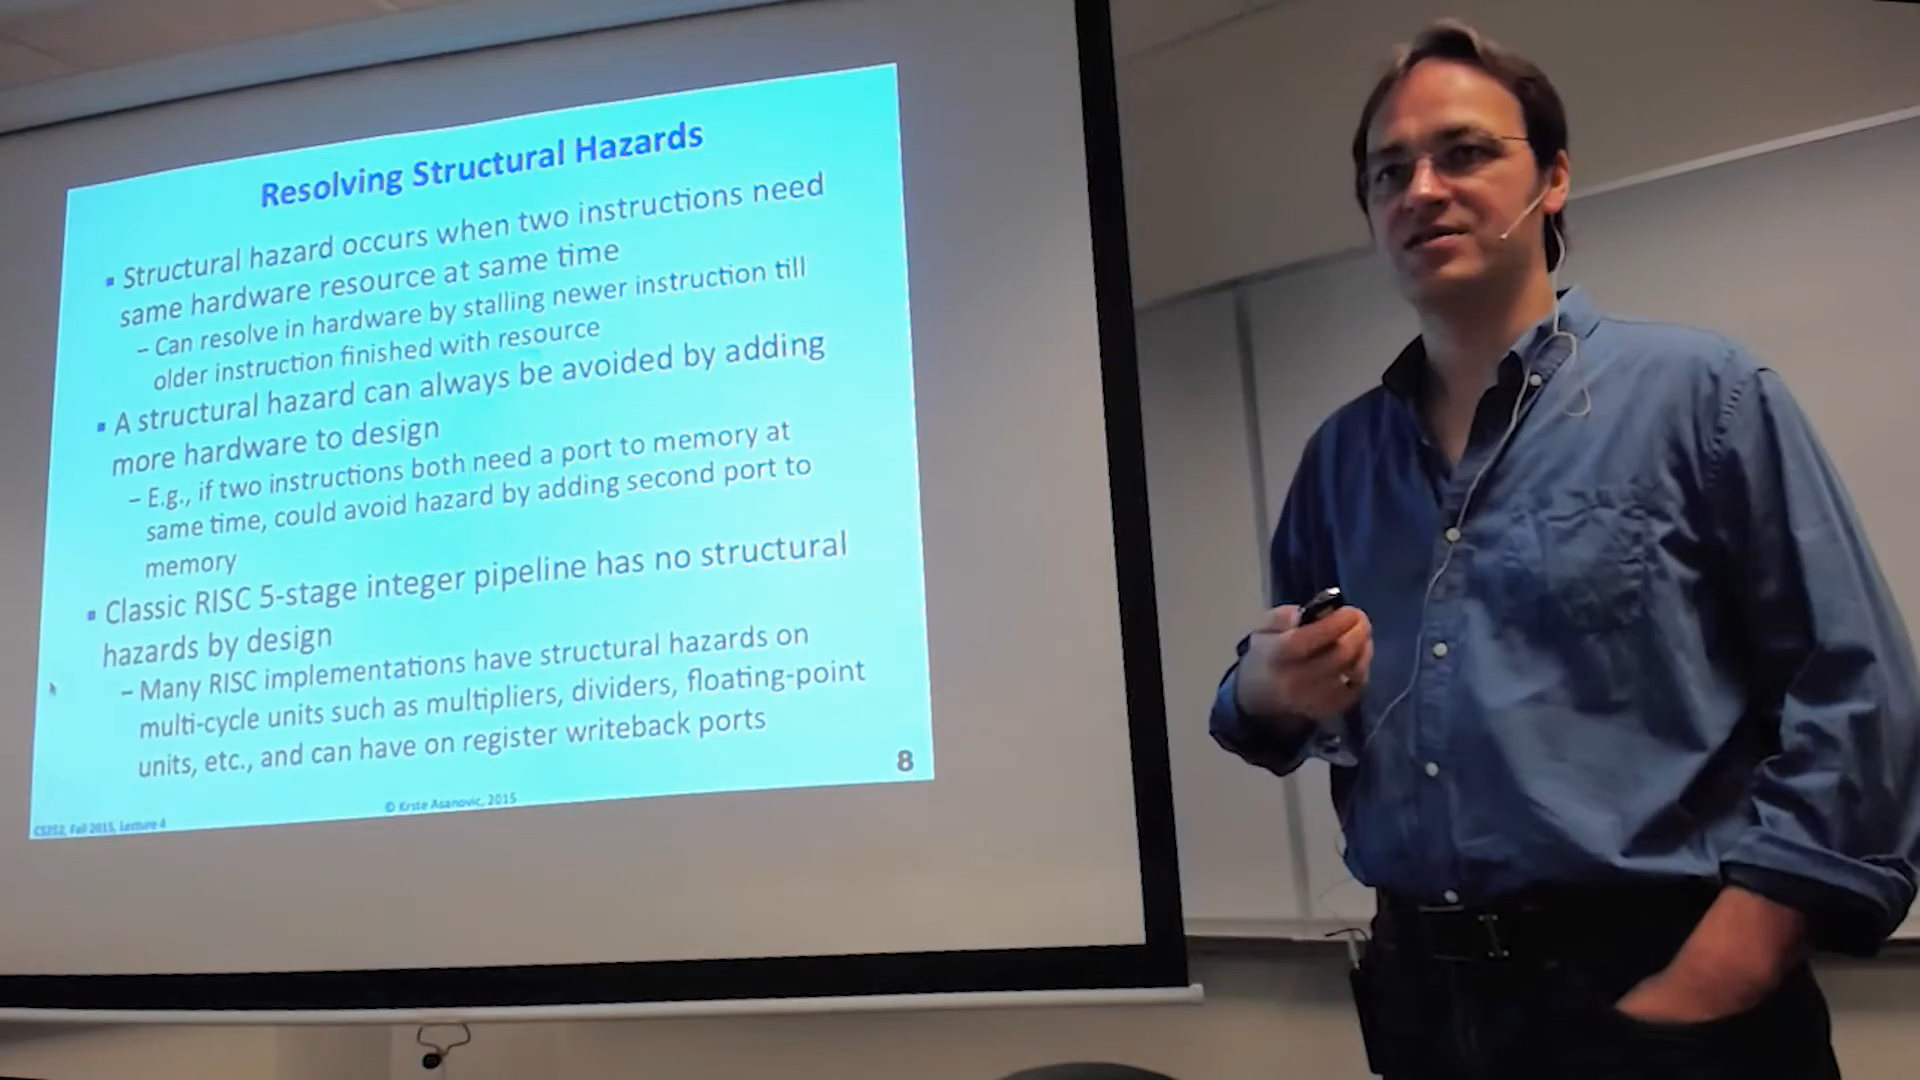 Resolving Structural Hazards
▪ Structural hazard occurs when two instructions need
same hardware resource at same time
– Can resolve in hardware by stalling newer instruction till
older instruction finished with resource
▪ A structural hazard can always be avoided by adding
more hardware to design
– E.g., if two instructions both need a port to memory at
same time, could avoid hazard by adding second port to
memory
▪ Classic RISC 5-stage integer pipeline has no structural
hazards by design
– Many RISC implementations have structural hazards on
multi-cycle units such as multipliers, dividers, floating-point
units, etc., and can have on register writeback ports
8
© Krste Asanovic, 2015
CS252, Fall 2015, Lecture 4